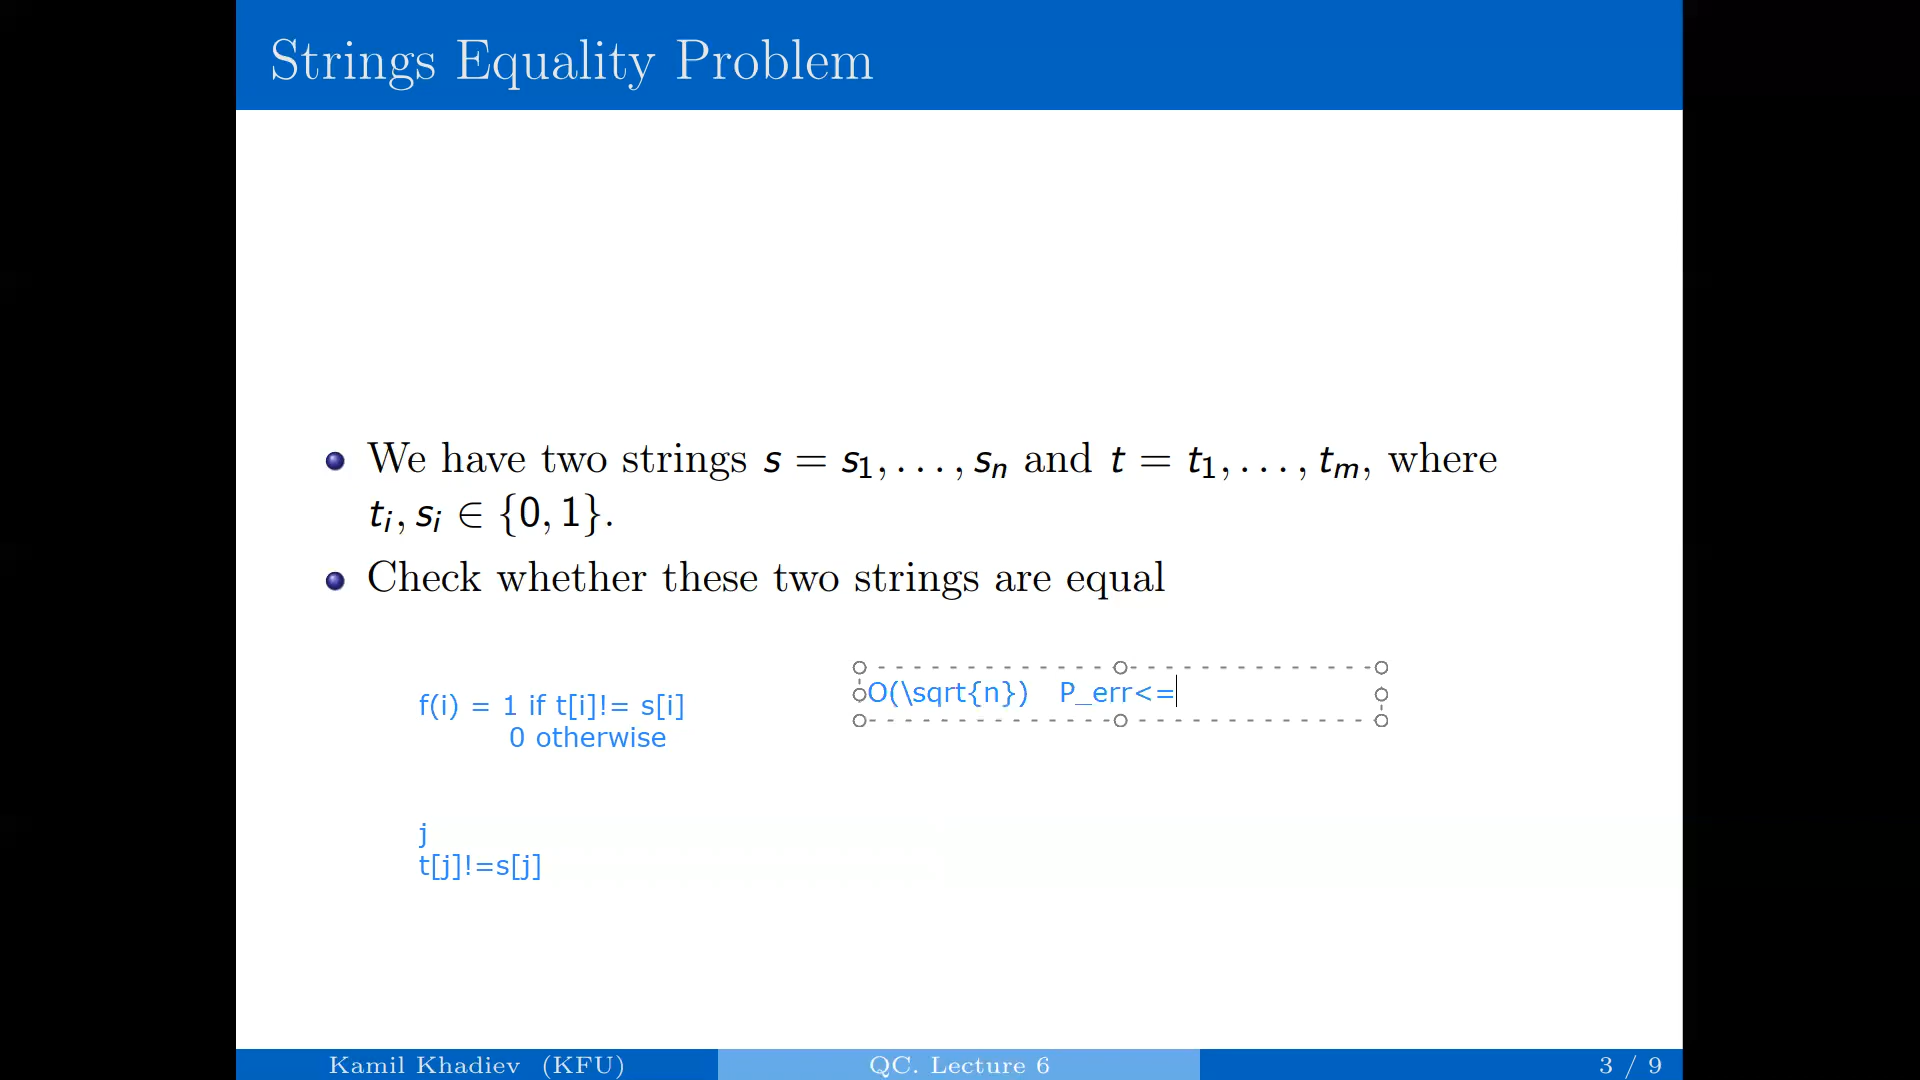 Strings Equality Problem
We have two strings s = s₁, . . . , sₙ and t = t₁, . . . , tₘ, where
tᵢ, sᵢ ∈ {0, 1}.
Check whether these two strings are equal
f(i) = 1 if t[i]!= s[i]
0 otherwise
O(\sqrt{n}) P_err<=
j
t[j]!=s[j]
Kamil Khadiev (KFU)
QC. Lecture 6
3 / 9